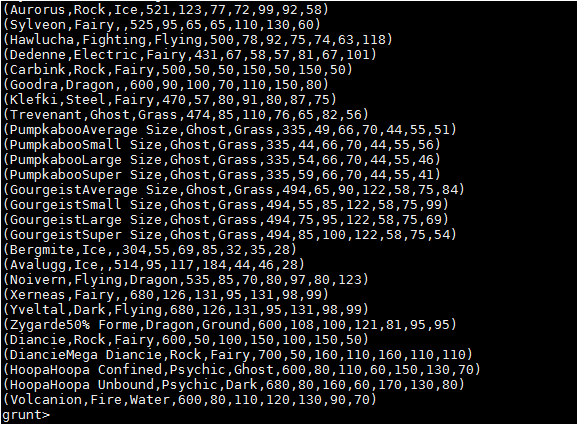 (Aurorus,Rock,Ice,521,123,77,72,99,92,58)
(Sylveon,Fairy,,525,95,65,65,110,130,60)
(Hawlucha,Fighting,Flying,500,78,92,75,74,63,118)
(Dedenne,Electric,Fairy,431,67,58,57,81,67,101)
(Carbink,Rock,Fairy,500,50,50,150,50,150,50)
(Goodra,Dragon,,600,90,100,70,110,150,80)
(Klefki,Steel,Fairy,470,57,80,91,80,87,75)
(Trevenant,Ghost,Grass,474,85,110,76,65,82,56)
(PumpkabooAverage Size,Ghost,Grass,335,49,66,70,44,55,51)
(PumpkabooSmall Size,Ghost,Grass,335,44,66,70,44,55,56)
(PumpkabooLarge Size,Ghost,Grass,335,54,66,70,44,55,46)
(PumpkabooSuper Size,Ghost,Grass,335,59,66,70,44,55,41)
(GourgeistAverage Size,Ghost,Grass,494,65,90,122,58,75,84)
(GourgeistSmall Size,Ghost,Grass,494,55,85,122,58,75,99)
(GourgeistLarge Size,Ghost,Grass,494,75,95,122,58,75,69)
(GourgeistSuper Size,Ghost,Grass,494,85,100,122,58,75,54)
(Bergmite,Ice,,304,55,69,85,32,35,28)
(Avalugg,Ice,,514,95,117,184,44,46,28)
(Noivern,Flying,Dragon,535,85,70,80,97,80,123)
(Xerneas,Fairy,,680,126,131,95,131,98,99)
(Yveltal,Dark,Flying,680,126,131,95,131,98,99)
(Zygarde50% Forme,Dragon,Ground,600,108,100,121,81,95,95)
(Diancie,Rock,Fairy,600,50,100,150,100,150,50)
(DiancieMega Diancie,Rock,Fairy,700,50,160,110,160,110,110)
(HoopaHoopa Confined,Psychic,Ghost,600,80,110,60,150,130,70)
(HoopaHoopa Unbound,Psychic,Dark,680,80,160,60,170,130,80)
(Volcanion,Fire,Water,600,80,110,120,130,90,70)
grunt>